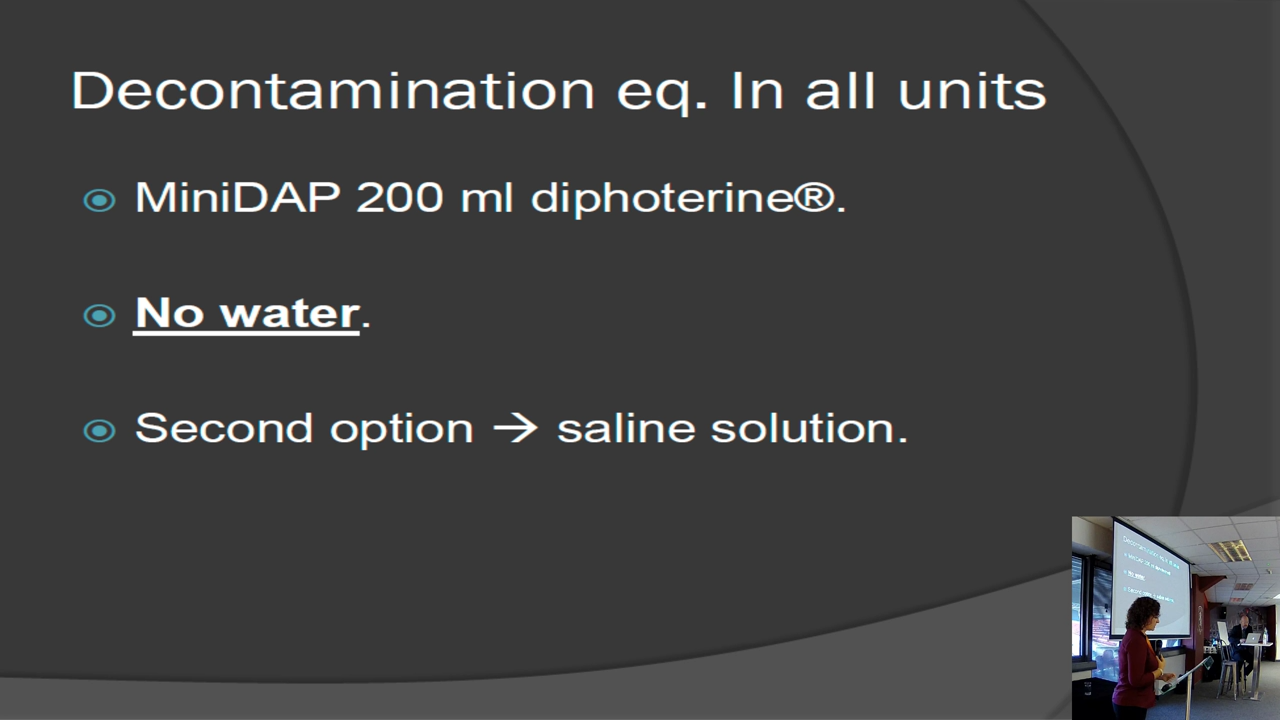 Decontamination eq. In all units
MiniDAP 200 ml diphoterine®.
No water.
Second option → saline solution.